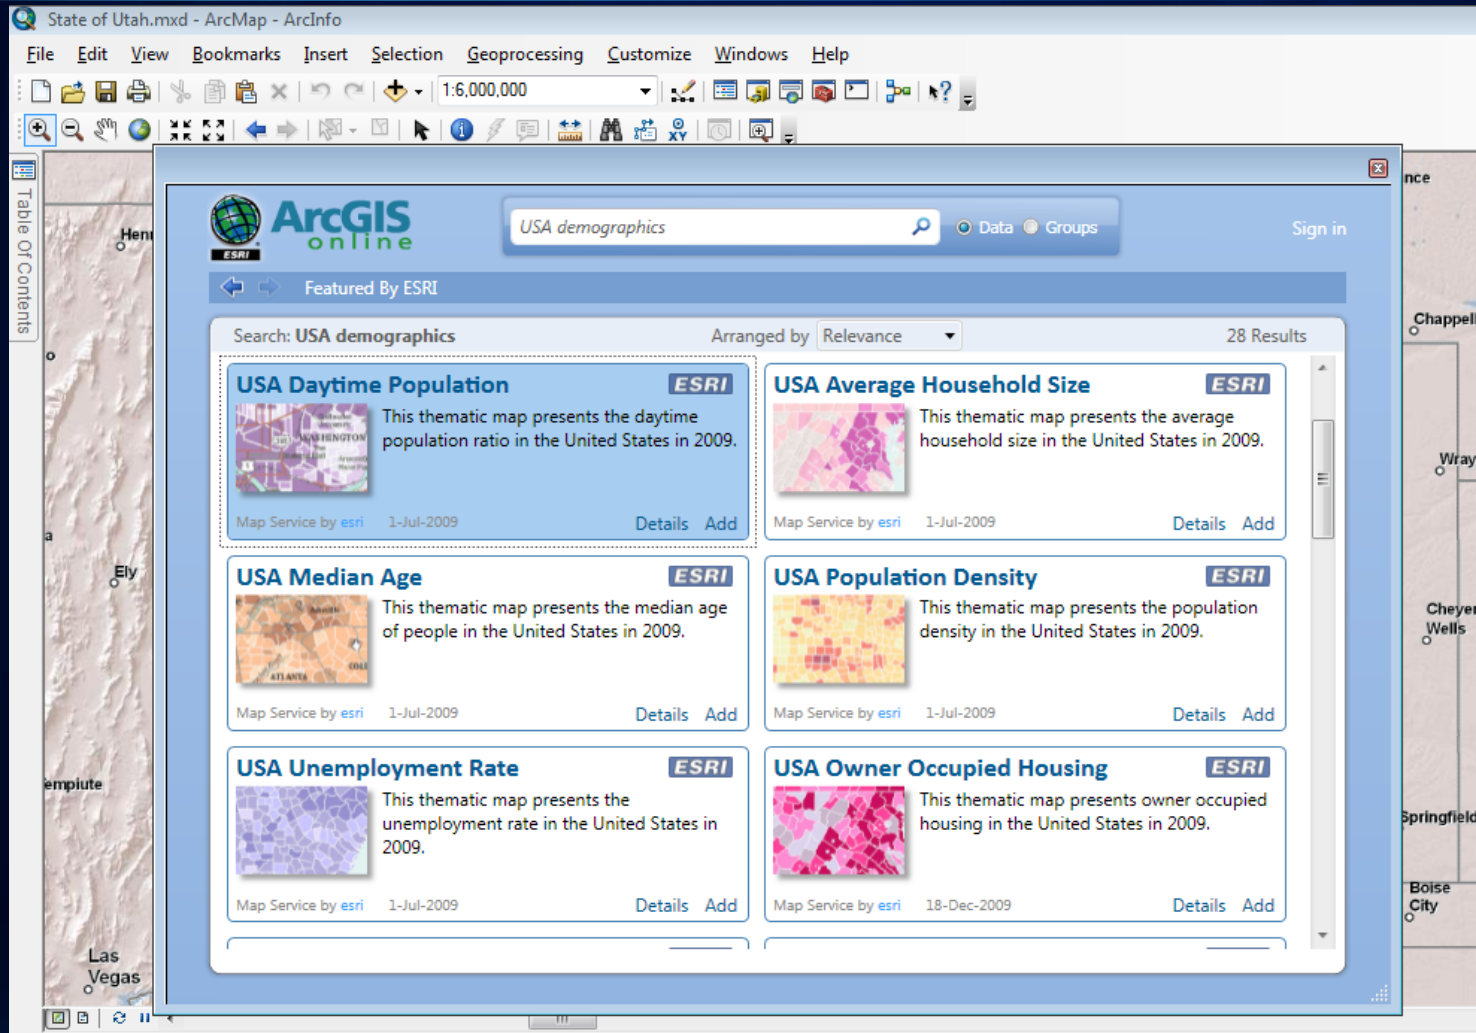 State of Utah.mxd - ArcMap - ArcInfo
File Edit View Bookmarks Insert Selection Geoprocessing Customize Windows Help
1:6,000,000
XY
Table Of Contents
ArcGIS
online
ESRI
USA demographics
Data Groups
Sign in
Featured By ESRI
Search: USA demographics
Arranged by Relevance
28 Results
USA Daytime Population
ESRI
WASHINGTON
This thematic map presents the daytime
population ratio in the United States in 2009.
Map Service by esri 1-Jul-2009
Details Add
USA Average Household Size
ESRI
This thematic map presents the average
household size in the United States in 2009.
Map Service by esri 1-Jul-2009
Details Add
USA Median Age
ESRI
ATLANTA
This thematic map presents the median age
of people in the United States in 2009.
Map Service by esri 1-Jul-2009
Details Add
USA Population Density
ESRI
This thematic map presents the population
density in the United States in 2009.
Map Service by esri 1-Jul-2009
Details Add
USA Unemployment Rate
ESRI
This thematic map presents the
unemployment rate in the United States in
2009.
Map Service by esri 1-Jul-2009
Details Add
USA Owner Occupied Housing
ESRI
This thematic map presents owner occupied
housing in the United States in 2009.
Map Service by esri 18-Dec-2009
Details Add
Henr
o
a
Ely
empiute
Las
Vegas
nce
Chappell
Wray
Cheyen
Wells
Springfield
Boise
City